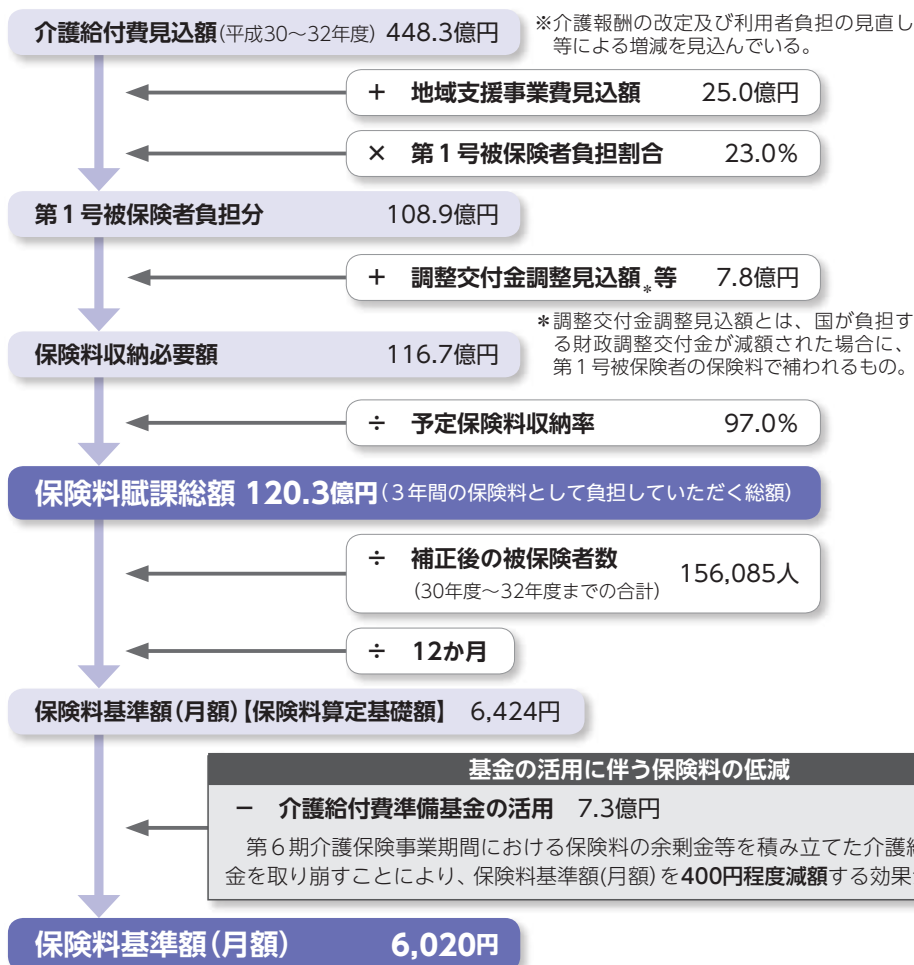 介護給付費見込額(平成30～32年度) 448.3億円
※介護報酬の改定及び利用者負担の見直し
等による増減を見込んでいる。
＋ 地域支援事業費見込額 25.0億円
× 第１号被保険者負担割合 23.0%
第１号被保険者負担分 108.9億円
＋ 調整交付金調整見込額*等 7.8億円
＊調整交付金調整見込額とは、国が負担す
る財政調整交付金が減額された場合に、
第１号被保険者の保険料で補われるもの。
保険料収納必要額 116.7億円
÷ 予定保険料収納率 97.0%
保険料賦課総額 120.3億円(３年間の保険料として負担していただく総額)
÷ 補正後の被保険者数
(30年度～32年度までの合計)
156,085人
÷ 12か月
保険料基準額(月額)【保険料算定基礎額】 6,424円
基金の活用に伴う保険料の低減
－ 介護給付費準備基金の活用 7.3億円
第６期介護保険事業期間における保険料の余剰金等を積み立てた介護
金を取り崩すことにより、保険料基準額(月額)を400円程度減額する効果
保険料基準額(月額) 6,020円